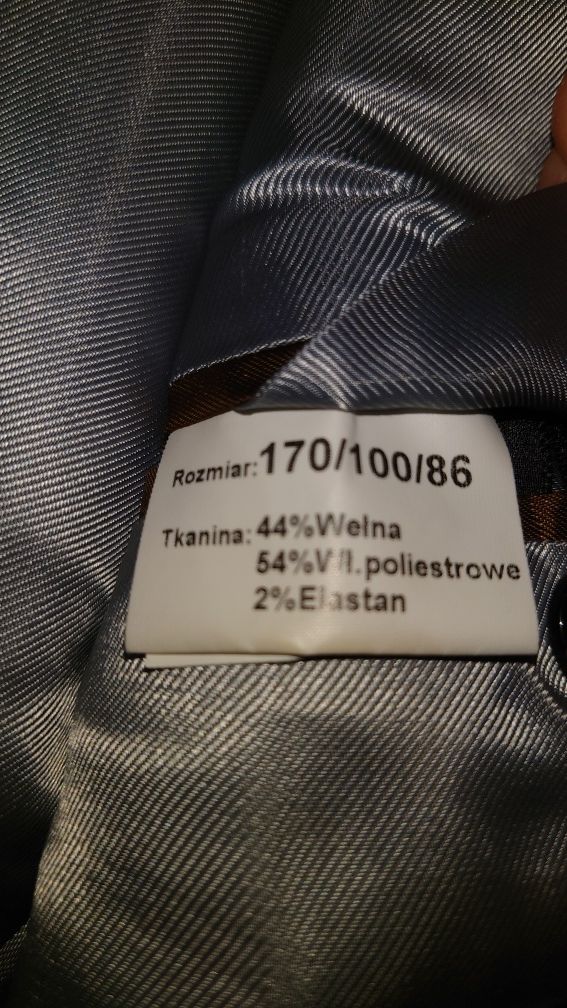 Rozmiar:170/100/86
Tkanina: 44%Wełna
54%Wł.poliestrowe
2%Elastan